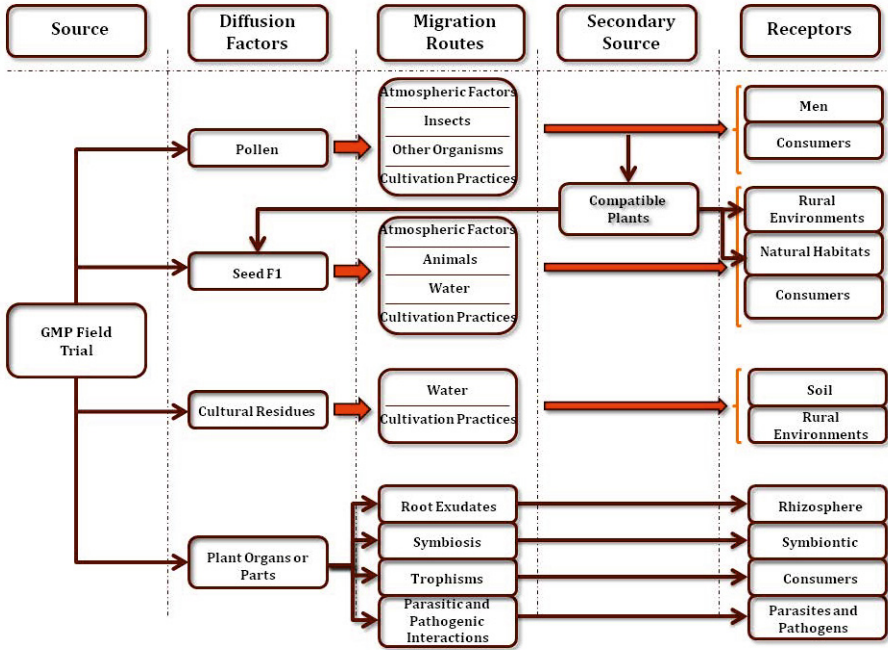 Source
Diffusion
Factors
Migration
Routes
Secondary
Source
Receptors
GMP Field
Trial
Pollen
Atmospheric Factors
Insects
Other Organisms
Cultivation Practices
Men
Consumers
Compatible
Plants
Seed F1
Atmospheric Factors
Animals
Water
Cultivation Practices
Rural
Environments
Natural Habitats
Consumers
Cultural Residues
Water
Cultivation Practices
Soil
Rural
Environments
Plant Organs or
Parts
Root Exudates
Rhizosphere
Symbiosis
Symbiontic
Trophisms
Consumers
Parasitic and
Pathogenic
Interactions
Parasites and
Pathogens